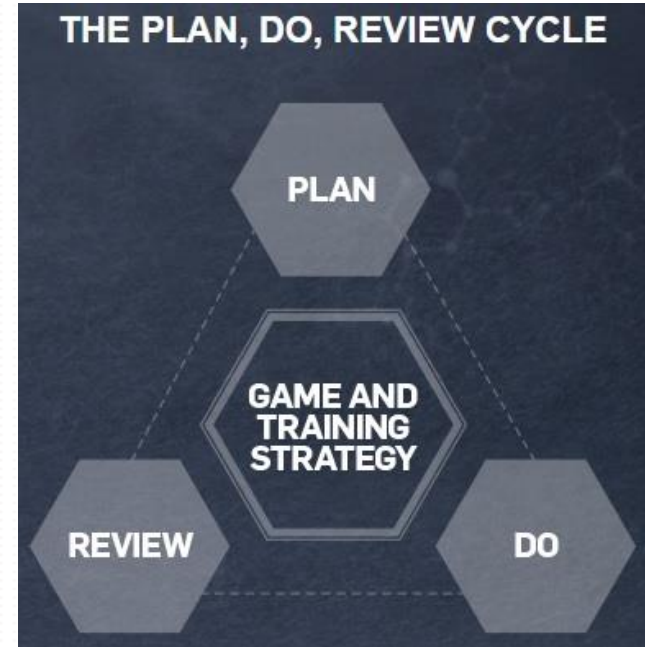 THE PLAN, DO, REVIEW CYCLE
PLAN
GAME AND
TRAINING
STRATEGY
REVIEW
DO